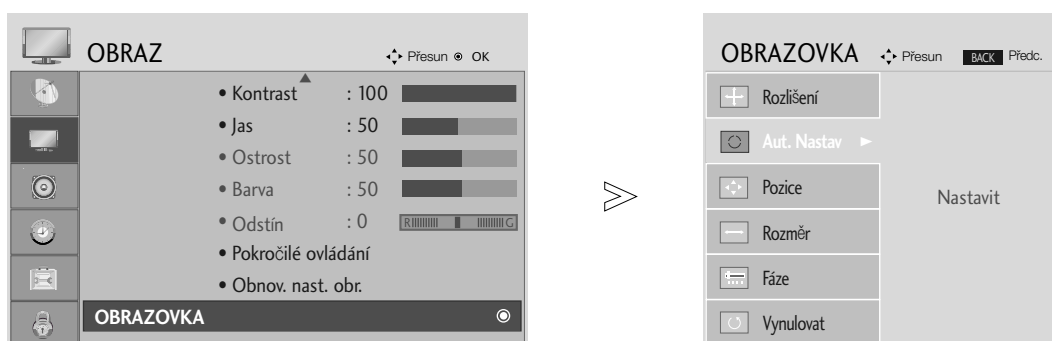 OBRAZ
Přesun OK
• Kontrast : 100
• Jas : 50
• Ostrost : 50
• Barva : 50
• Odstín : 0 R G
• Pokročilé ovládání
• Obnov. nast. obr.
OBRAZOVKA
OBRAZOVKA Přesun BACK Předc.
Rozlišení
Aut. Nastav
Pozice
Rozměr
Fáze
Vynulovat
Nastavit